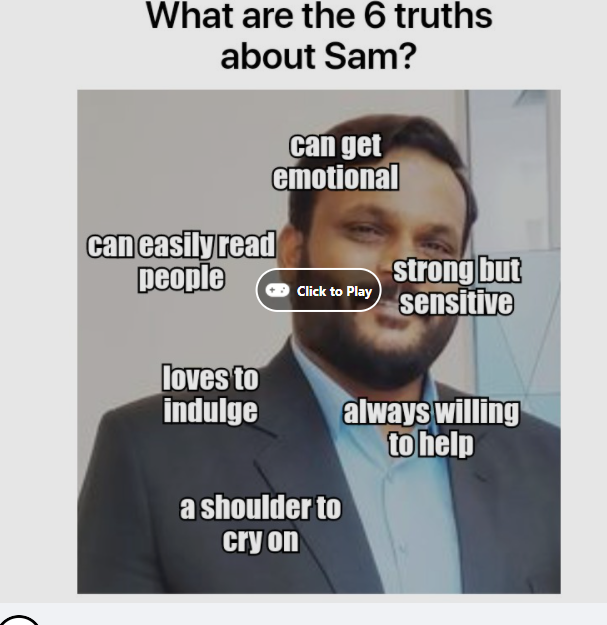 What are the 6 truths
about Sam?
can get
emotional
can easily read
people
strong but
sensitive
Click to Play
loves to
indulge
always willing
to help
a shoulder to
cry on